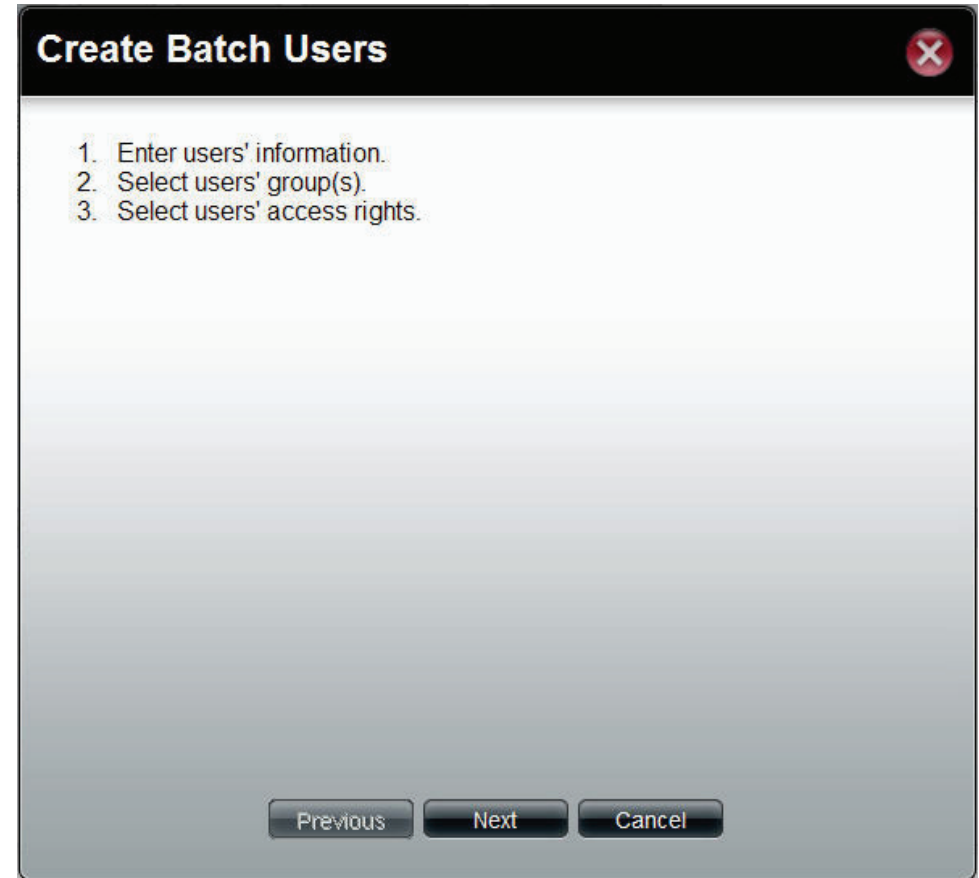 Create Batch Users
1. Enter users' information.
2. Select users' group(s).
3. Select users' access rights.
Previous Next Cancel